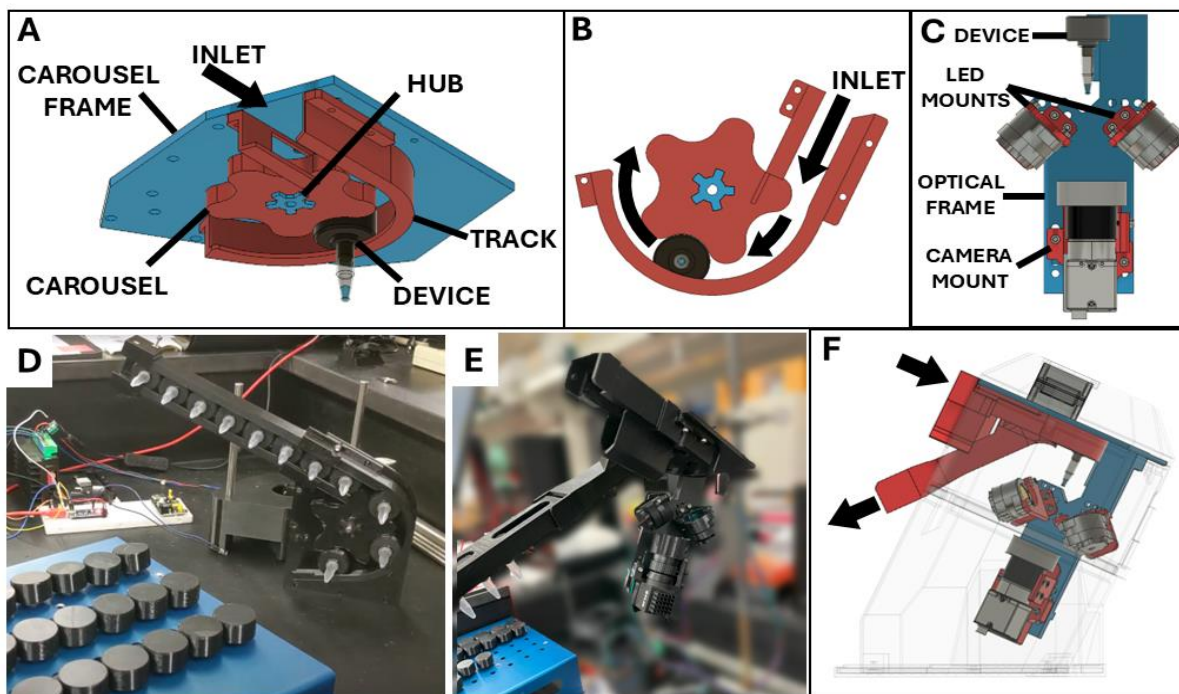 A
INLET
CAROUSEL
FRAME
HUB
TRACK
CAROUSEL
DEVICE
B
INLET
C
DEVICE
LED
MOUNTS
OPTICAL
FRAME
CAMERA
MOUNT
D
E
F